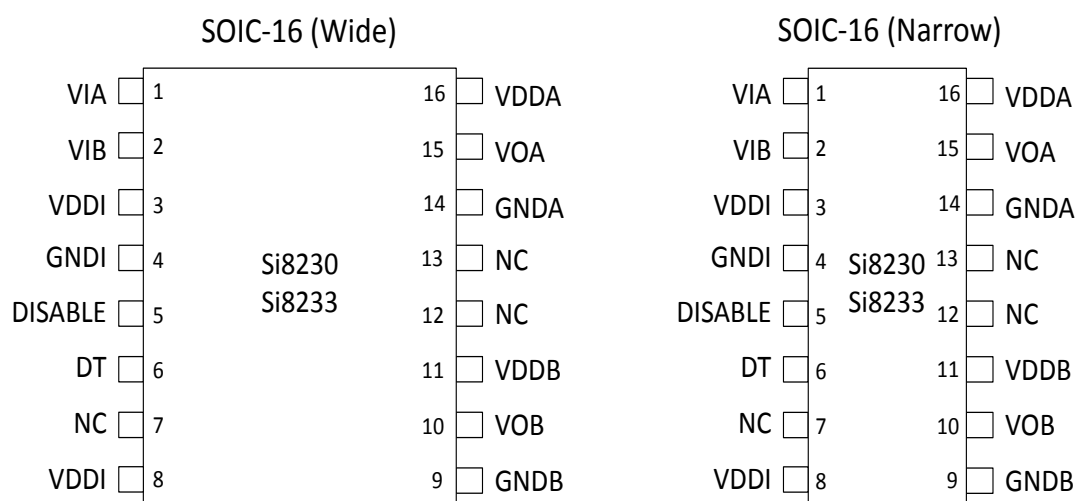 SOIC-16 (Wide)
VIA 1 16 VDDA
VIB 2 15 VOA
VDDI 3 14 GNDA
GNDI 4 13 NC
Si8230
Si8233
DISABLE 5 12 NC
DT 6 11 VDDB
NC 7 10 VOB
VDDI 8 9 GNDB
SOIC-16 (Narrow)
VIA 1 16 VDDA
VIB 2 15 VOA
VDDI 3 14 GNDA
GNDI 4 Si8230 13 NC
Si8233
DISABLE 5 12 NC
DT 6 11 VDDB
NC 7 10 VOB
VDDI 8 9 GNDB